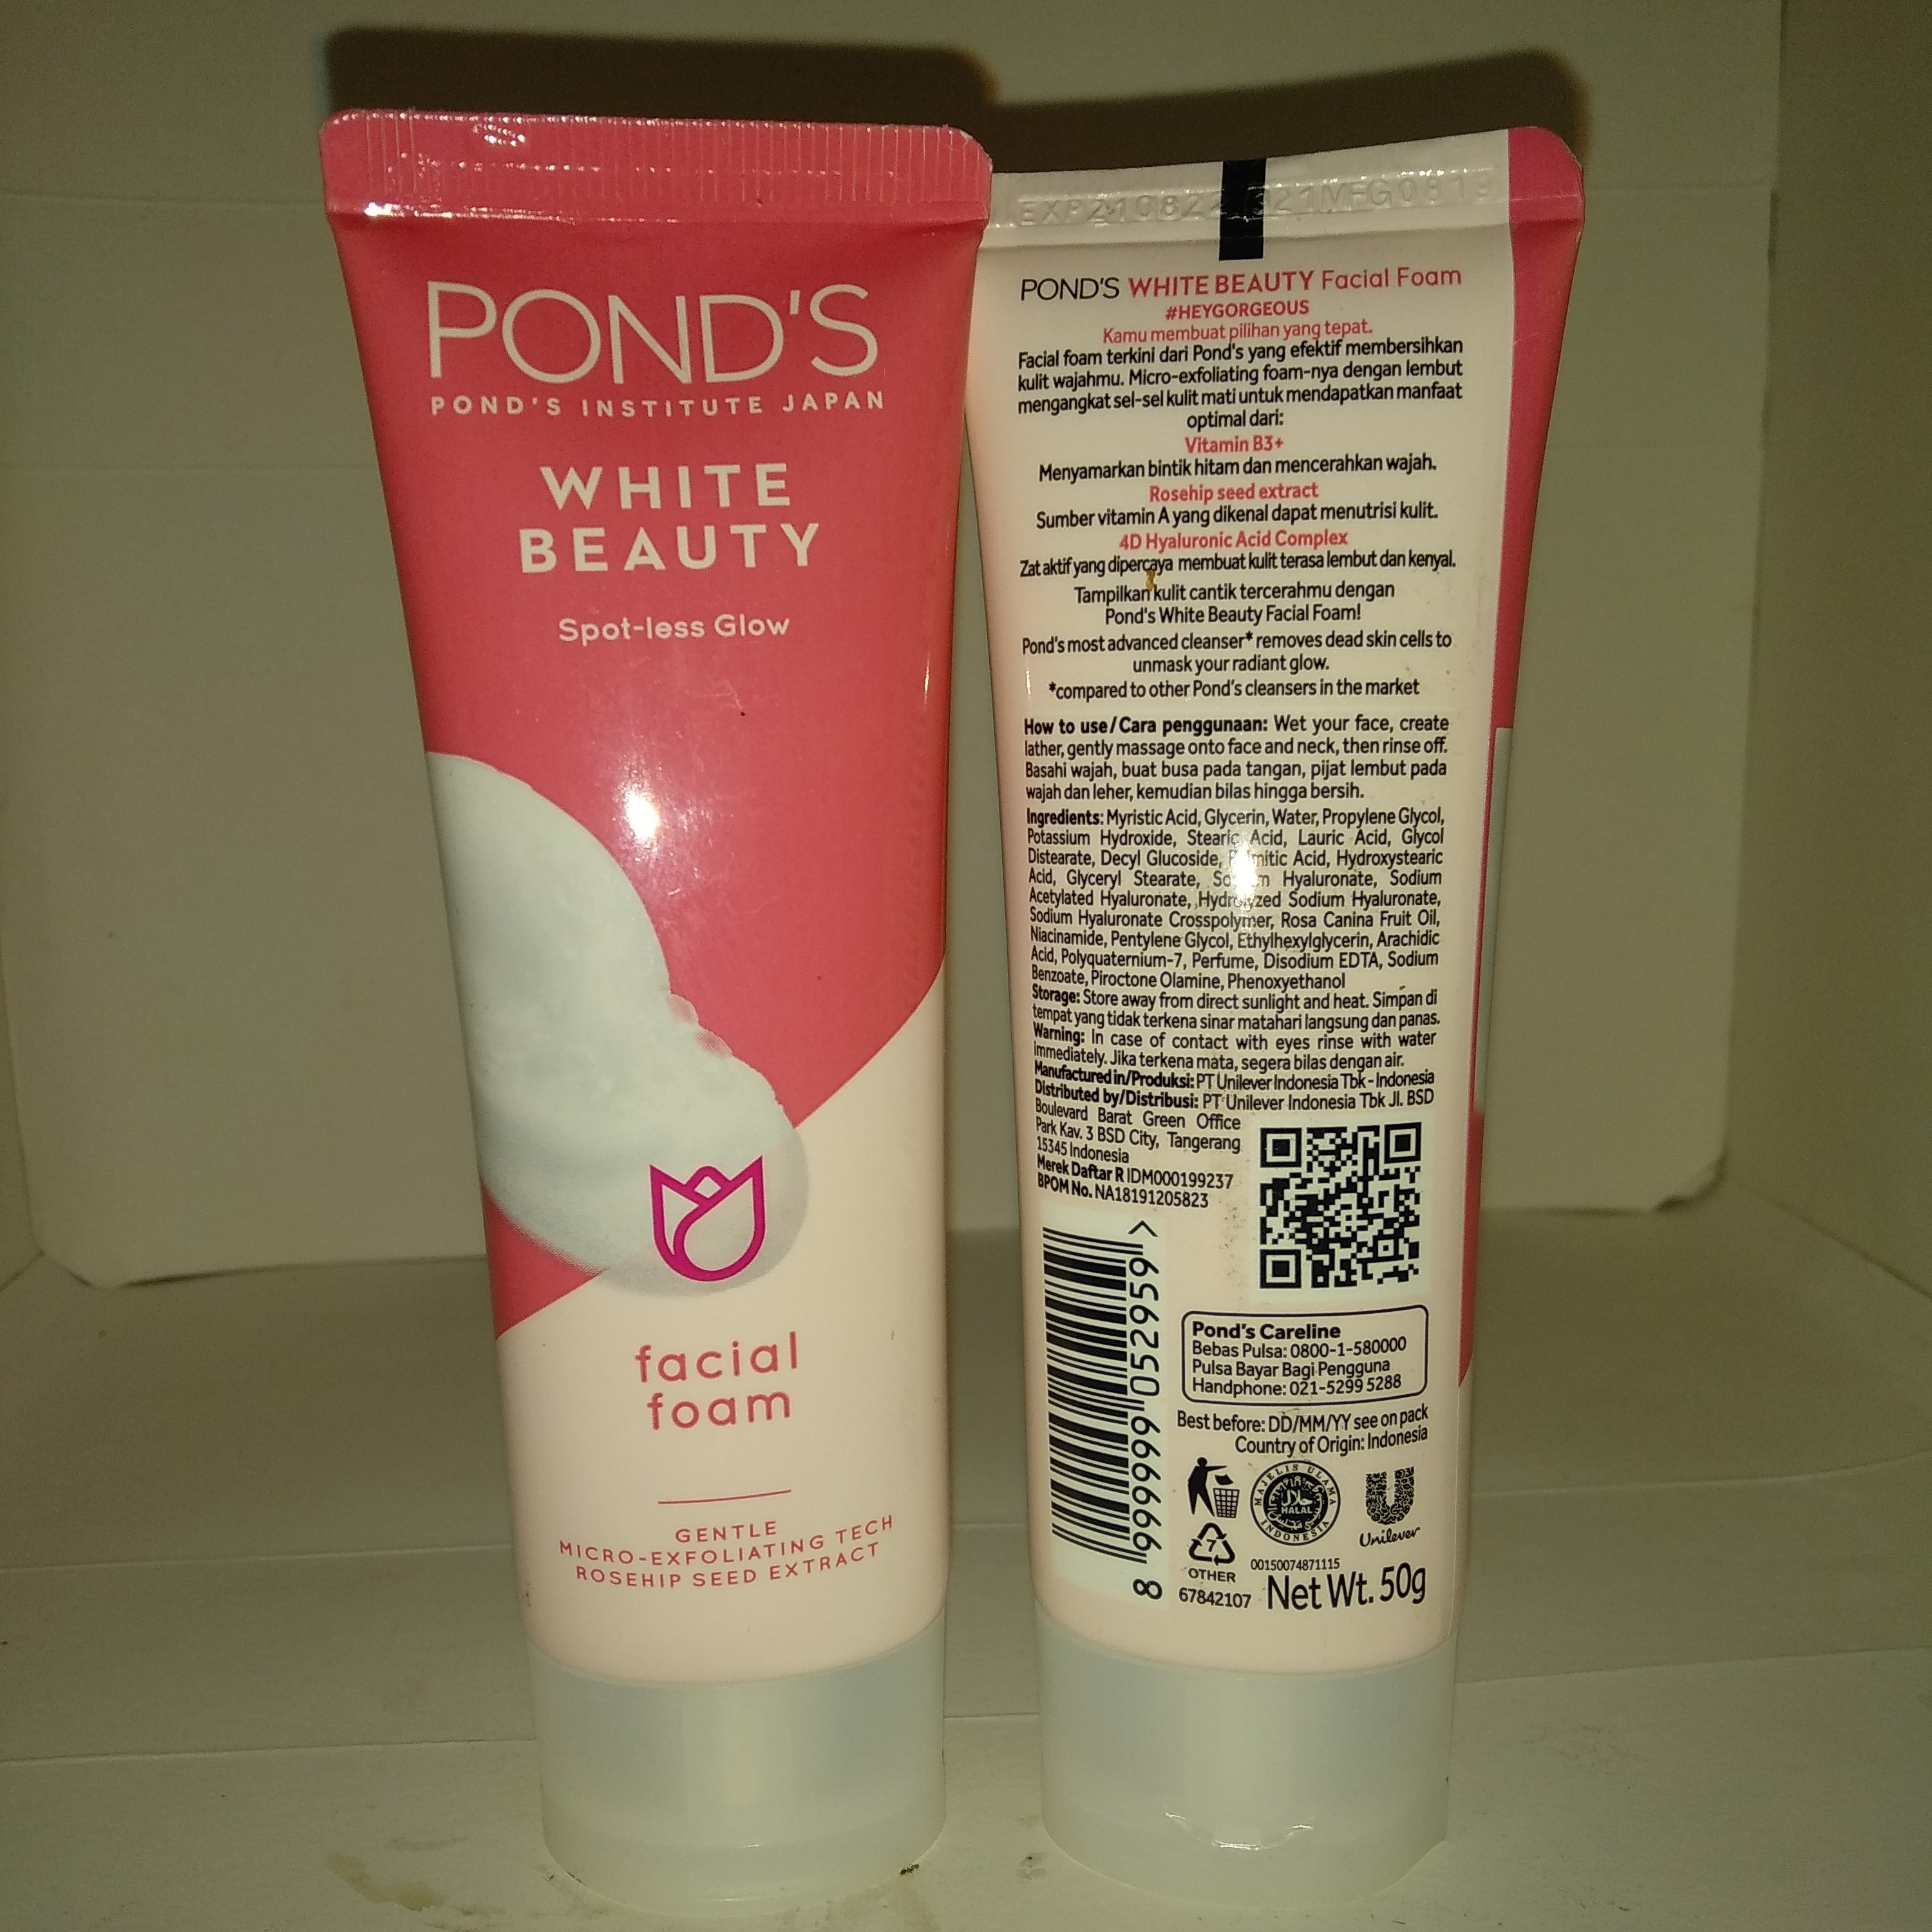 POND'S
POND'S INSTITUTE JAPAN
WHITE
BEAUTY
Spot-less Glow
facial
foam
GENTLE
MICRO-EXFOLIATING TECH
ROSEHIP SEED EXTRACT
POND'S WHITE BEAUTY Facial Foam
#HEYGORGEOUS
Kamu membuat pilihan yang tepat.
Facial foam terkini dari Pond's yang efektif membersihkan
kulit wajahmu. Micro-exfoliating foam-nya dengan lembut
mengangkat sel-sel kulit mati untuk mendapatkan manfaat
optimal dari:
Vitamin B3+
Menyamarkan bintik hitam dan mencerahkan wajah.
Rosehip seed extract
Sumber vitamin A yang dikenal dapat menutrisi kulit.
4D Hyaluronic Acid Complex
Zat aktif yang dipercaya membuat kulit terasa lembut dan kenyal.
Tampilkan kulit cantik tercerahmu dengan
Pond's White Beauty Facial Foam!
Pond's most advanced cleanser* removes dead skin cells to
unmask your radiant glow.
*compared to other Pond's cleansers in the market
How to use/Cara penggunaan: Wet your face, create
lather, gently massage onto face and neck, then rinse off.
Basahi wajah, buat busa pada tangan, pijat lembut pada
wajah dan leher, kemudian bilas hingga bersih.
Ingredients: Myristic Acid, Glycerin, Water, Propylene Glycol,
Potassium Hydroxide, Stearic Acid, Lauric Acid, Glycol
Distearate, Decyl Glucoside, Palmitic Acid, Hydroxystearic
Acid, Glyceryl Stearate, Sodium Hyaluronate, Sodium
Acetylated Hyaluronate, Hydrolyzed Sodium Hyaluronate,
Sodium Hyaluronate Crosspolymer, Rosa Canina Fruit Oil,
Niacinamide, Pentylene Glycol, Ethylhexylglycerin, Arachidic
Acid, Polyquaternium-7, Perfume, Disodium EDTA, Sodium
Benzoate, Piroctone Olamine, Phenoxyethanol
Storage: Store away from direct sunlight and heat. Simpan di
tempat yang tidak terkena sinar matahari langsung dan panas.
Warning: In case of contact with eyes rinse with water
immediately. Jika terkena mata, segera bilas dengan air.
Manufactured in/Produksi: PT Unilever Indonesia Tbk - Indonesia
Distributed by/Distribusi: PT Unilever Indonesia Tbk Jl. BSD
Boulevard Barat Green Office
Park Kav. 3 BSD City, Tangerang
15345 Indonesia
Merek Daftar R IDM000199237
BPOM No. NA18191205823
8 999999 052959 >
Pond's Careline
Bebas Pulsa: 0800-1-580000
Pulsa Bayar Bagi Pengguna
Handphone: 021-5299 5288
Best before: DD/MM/YY see on pack
Country of Origin: Indonesia
MAJELIS ULAMA
حلال
HALAL
INDONESIA
Unilever
7
OTHER
00150074871115
67842107
Net Wt. 50g